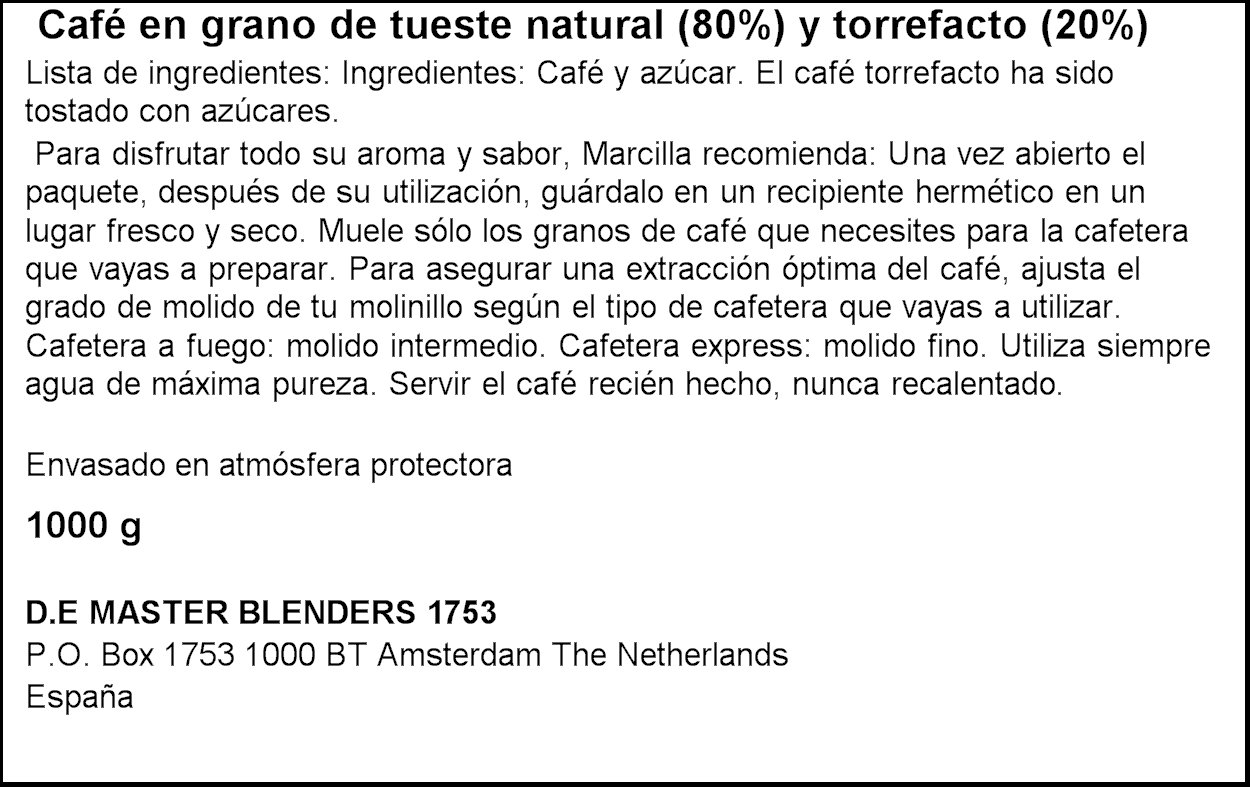 Café en grano de tueste natural (80%) y torrefacto (20%)
Lista de ingredientes: Ingredientes: Café y azúcar. El café torrefacto ha sido
tostado con azúcares.
Para disfrutar todo su aroma y sabor, Marcilla recomienda: Una vez abierto el
paquete, después de su utilización, guárdalo en un recipiente hermético en un
lugar fresco y seco. Muele sólo los granos de café que necesites para la cafetera
que vayas a preparar. Para asegurar una extracción óptima del café, ajusta el
grado de molido de tu molinillo según el tipo de cafetera que vayas a utilizar.
Cafetera a fuego: molido intermedio. Cafetera express: molido fino. Utiliza siempre
agua de máxima pureza. Servir el café recién hecho, nunca recalentado.
Envasado en atmósfera protectora
1000 g
D.E MASTER BLENDERS 1753
P.O. Box 1753 1000 BT Amsterdam The Netherlands
España